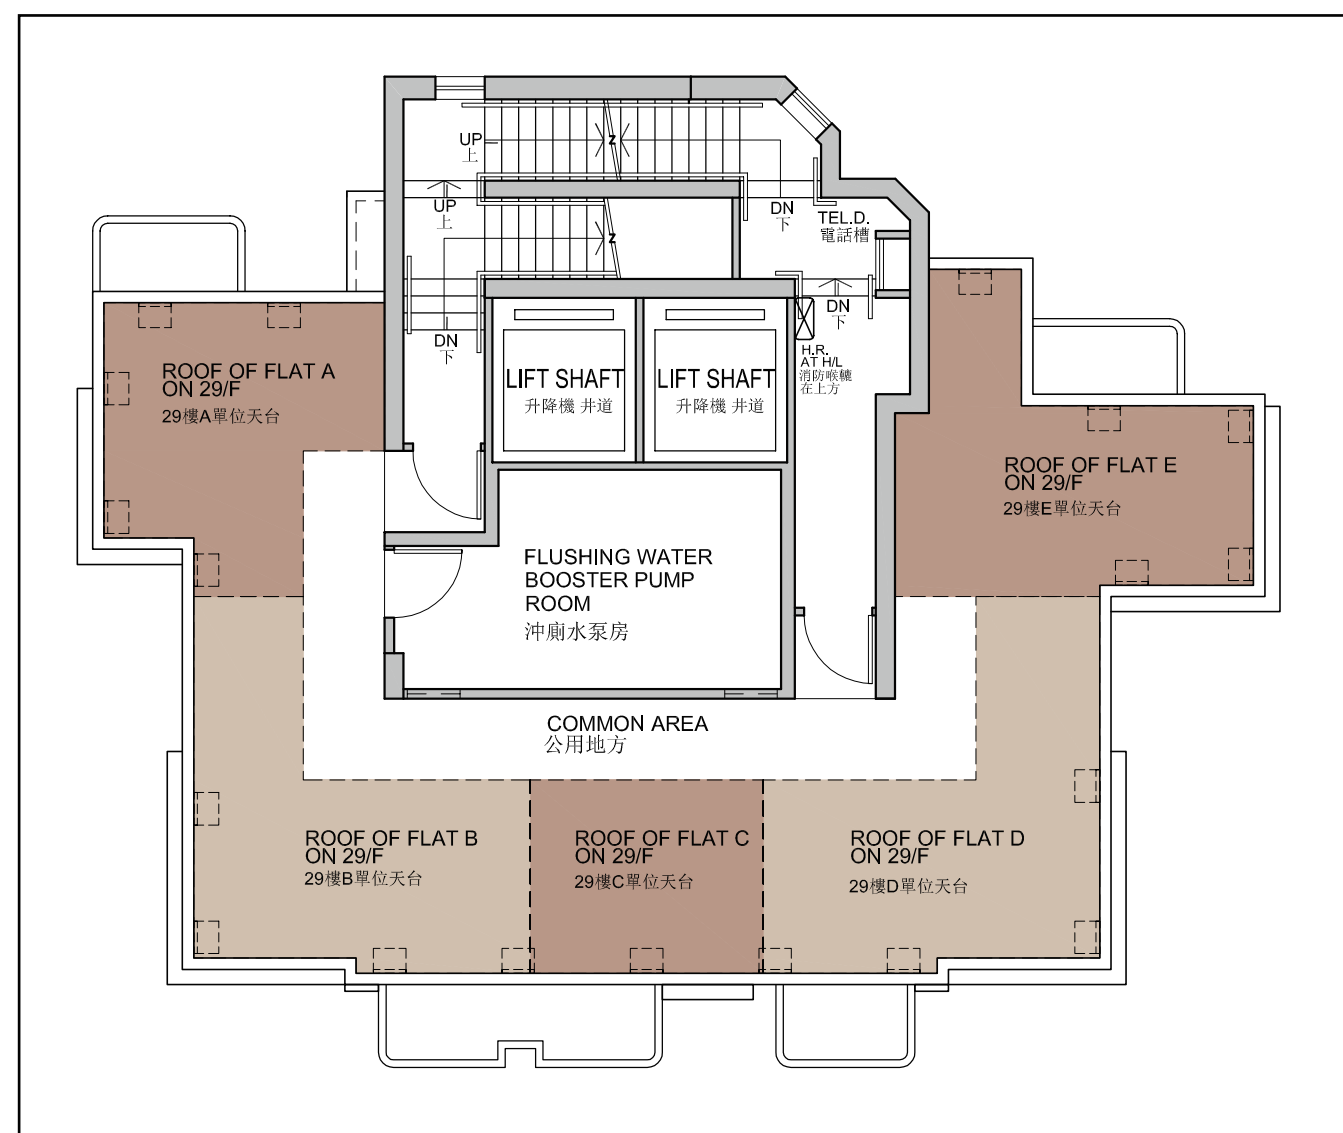 UP
上
Z
UP
上
Z
DN
下
TEL.D.
電話槽
DN
下
DN
下
H.R.
AT H/L
消防喉轆
在上方
LIFT SHAFT
升降機 井道
LIFT SHAFT
升降機 井道
ROOF OF FLAT A
ON 29/F
29樓A單位天台
ROOF OF FLAT E
ON 29/F
29樓E單位天台
FLUSHING WATER
BOOSTER PUMP
ROOM
沖廁水泵房
COMMON AREA
公用地方
ROOF OF FLAT B
ON 29/F
29樓B單位天台
ROOF OF FLAT C
ON 29/F
29樓C單位天台
ROOF OF FLAT D
ON 29/F
29樓D單位天台